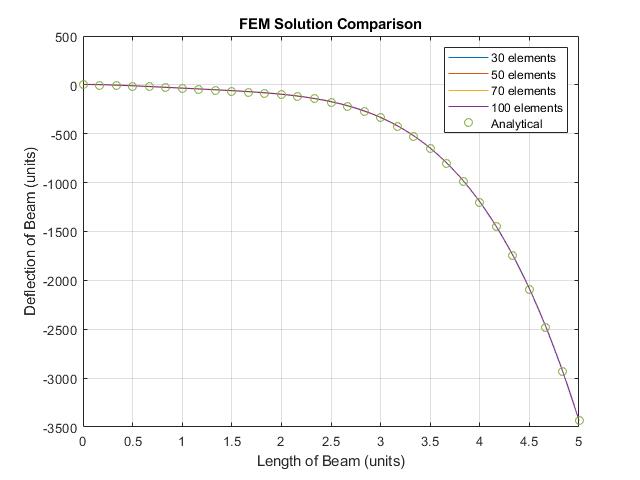 FEM Solution Comparison
500
0
-500
-1000
-1500
-2000
-2500
-3000
-3500
Deflection of Beam (units)
30 elements
50 elements
70 elements
100 elements
Analytical
0 0.5 1 1.5 2 2.5 3 3.5 4 4.5 5
Length of Beam (units)